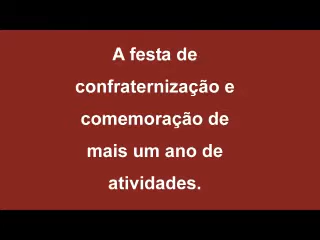 A festa de
confraternização e
comemoração de
mais um ano de
atividades.